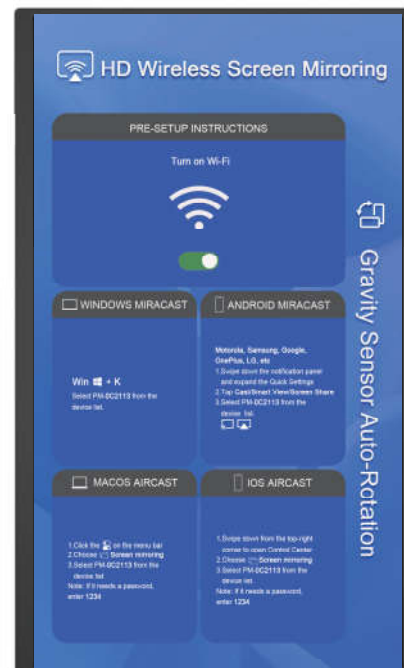 HD Wireless Screen Mirroring
PRE-SETUP INSTRUCTIONS
Turn on Wi-Fi
WINDOWS MIRACAST
Win + K
Select PM-0C2113 from the
device list.
ANDROID MIRACAST
Motorola, Samsung, Google,
OnePlus, LG, etc
1.Swipe down the notification panel
and expand the Quick Settings
2.Tap Cast/Smart View/Screen Share
3.Select PM-0C2113 from the
device list.
MACOS AIRCAST
1.Click the on the menu bar
2.Choose Screen mirroring
3.Select PM-0C2113 from the
device list
Note: If it needs a password,
enter 1234
IOS AIRCAST
1.Swipe down from the top-right
corner to open Control Center
2.Choose Screen mirroring
3.Select PM-0C2113 from the
device list.
Note: If it needs a password,
enter 1234
Gravity Sensor Auto-Rotation